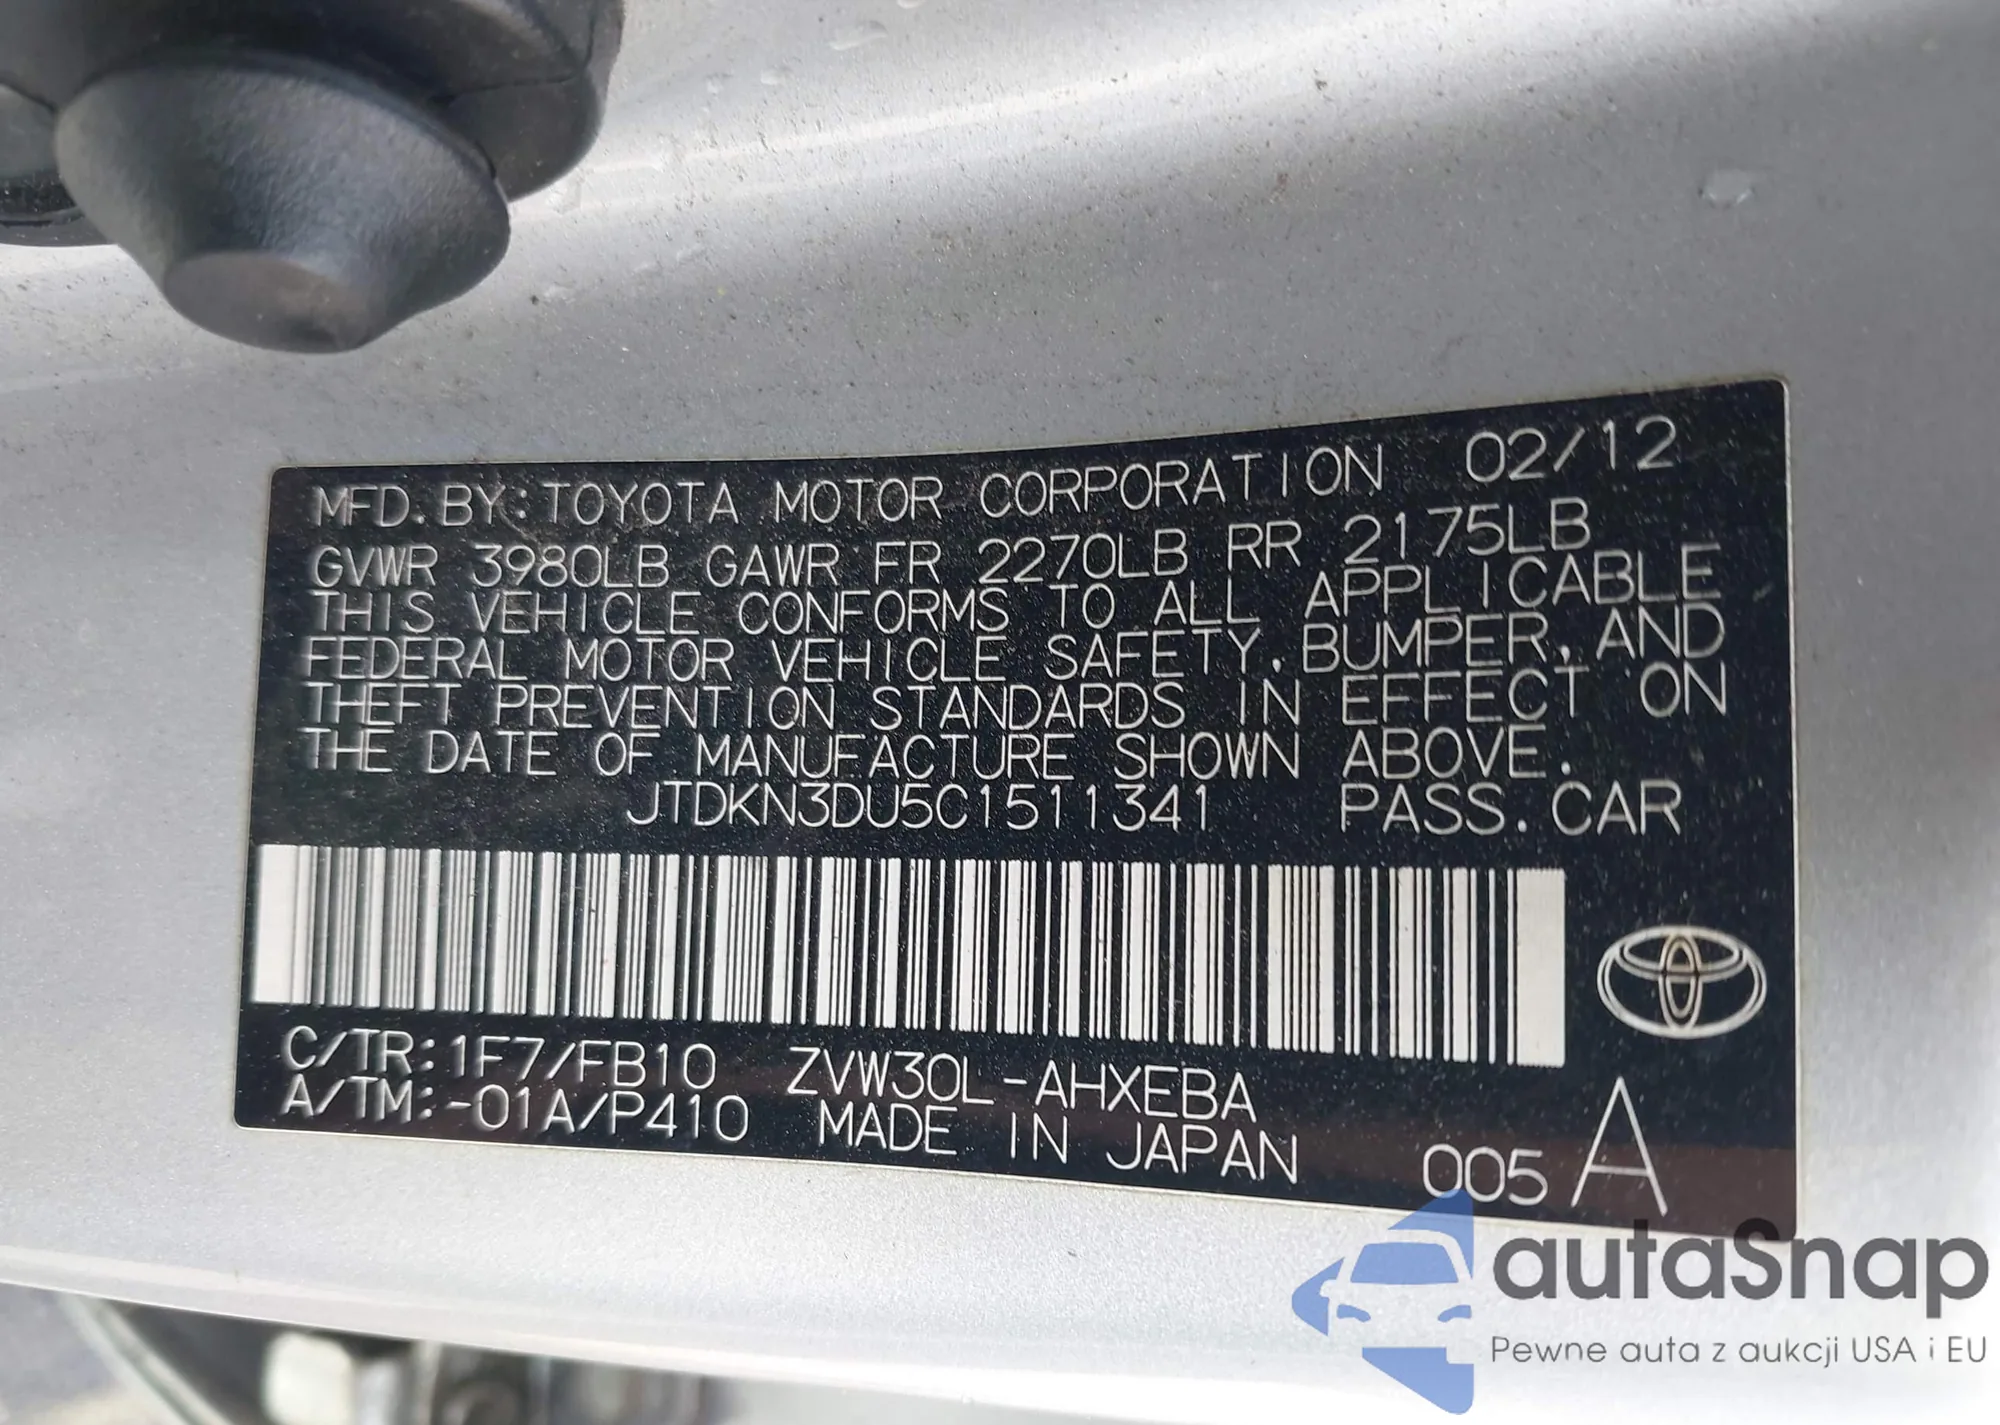 MFD. BY: TOYOTA MOTOR CORPORATION 02/12
GVWR 3980LB GAWR FR 2270LB RR 2175LB
THIS VEHICLE CONFORMS TO ALL APPLICABLE
FEDERAL MOTOR VEHICLE SAFETY, BUMPER, AND
THEFT PREVENTION STANDARDS IN EFFECT ON
THE DATE OF MANUFACTURE SHOWN ABOVE.
JTDKN3DU5C1511341 PASS. CAR
C/TR: 1F7/FB10 ZVW30L-AHXEBA
A/TM: -01A/P410 MADE IN JAPAN 005 A
autaSnap
Pewne auta z aukcji USA i EU